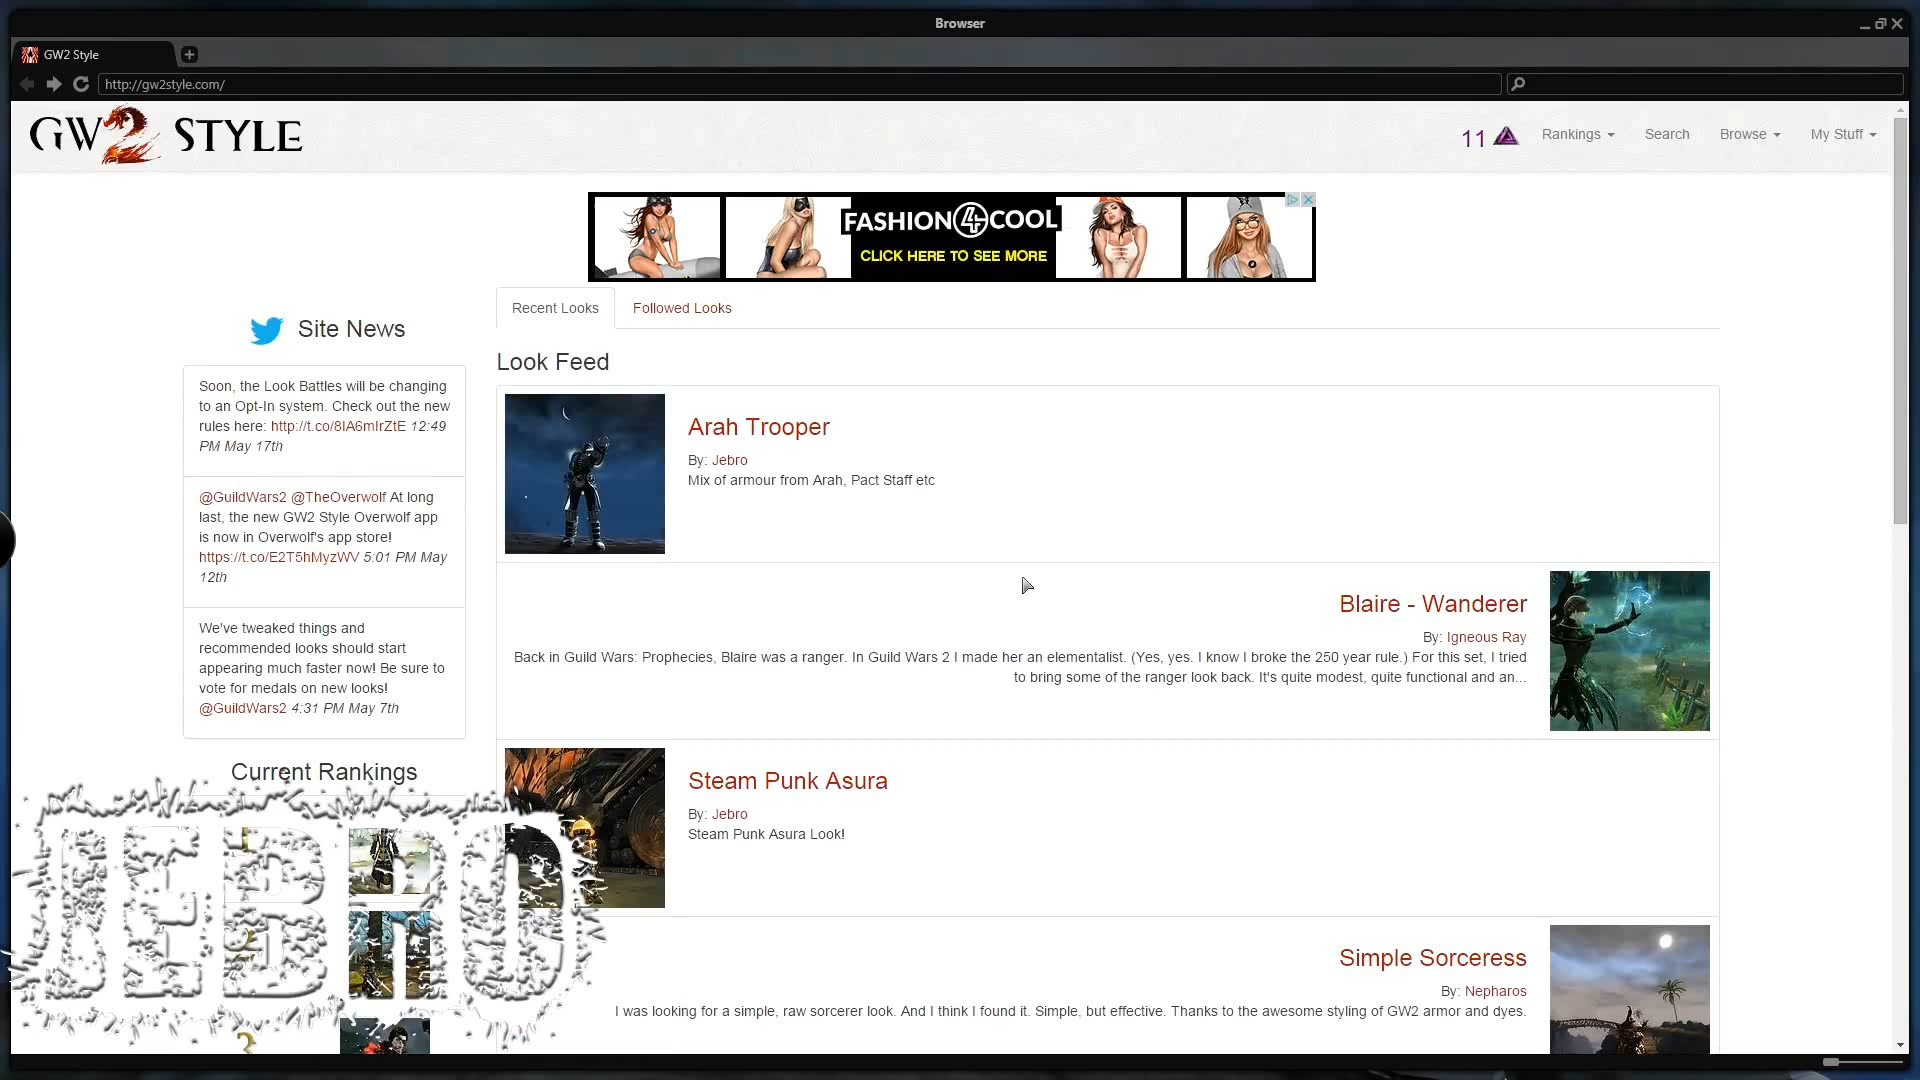 Browser
GW2 Style
http://gw2style.com/
GW2 STYLE
11
Rankings
Search
Browse
My Stuff
FASHION4COOL
CLICK HERE TO SEE MORE
Recent Looks
Followed Looks
Site News
Soon, the Look Battles will be changing
to an Opt-In system. Check out the new
rules here: http://t.co/8IA6mIrZtE 12:49
PM May 17th
@GuildWars2 @TheOverwolf At long
last, the new GW2 Style Overwolf app
is now in Overwolf's app store!
https://t.co/E2T5hMyzWV 5:01 PM May
12th
We've tweaked things and
recommended looks should start
appearing much faster now! Be sure to
vote for medals on new looks!
@GuildWars2 4:31 PM May 7th
Current Rankings
1
2
3
JEBRO
Look Feed
Arah Trooper
By: Jebro
Mix of armour from Arah, Pact Staff etc
Blaire - Wanderer
By: Igneous Ray
Back in Guild Wars: Prophecies, Blaire was a ranger. In Guild Wars 2 I made her an elementalist. (Yes, yes. I know I broke the 250 year rule.) For this set, I tried
to bring some of the ranger look back. It's quite modest, quite functional and an...
Steam Punk Asura
By: Jebro
Steam Punk Asura Look!
Simple Sorceress
By: Nepharos
I was looking for a simple, raw sorcerer look. And I think I found it. Simple, but effective. Thanks to the awesome styling of GW2 armor and dyes.